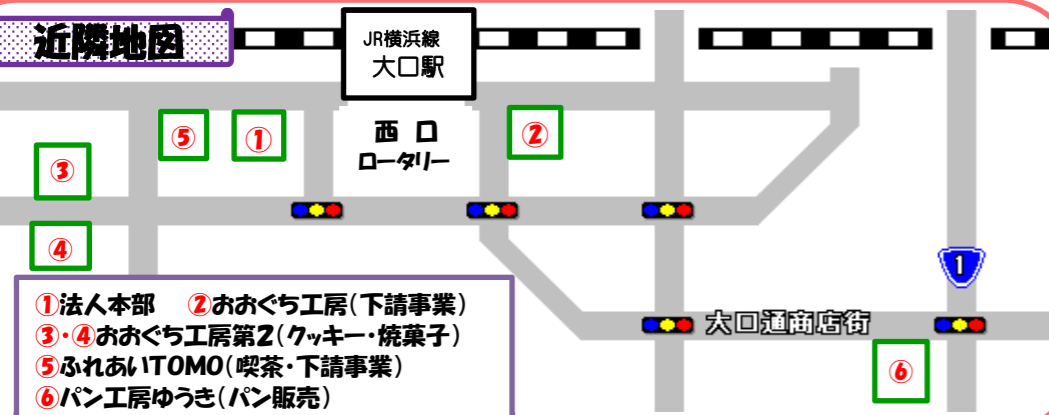 近隣地図
JR横浜線
大口駅
西口
ロータリー
⑤
①
②
③
④
1
大口通商店街
⑥
①法人本部 ②おおぐち工房(下請事業)
③・④おおぐち工房第2(クッキー・焼菓子)
⑤ふれあいTOMO(喫茶・下請事業)
⑥パン工房ゆうき(パン販売)